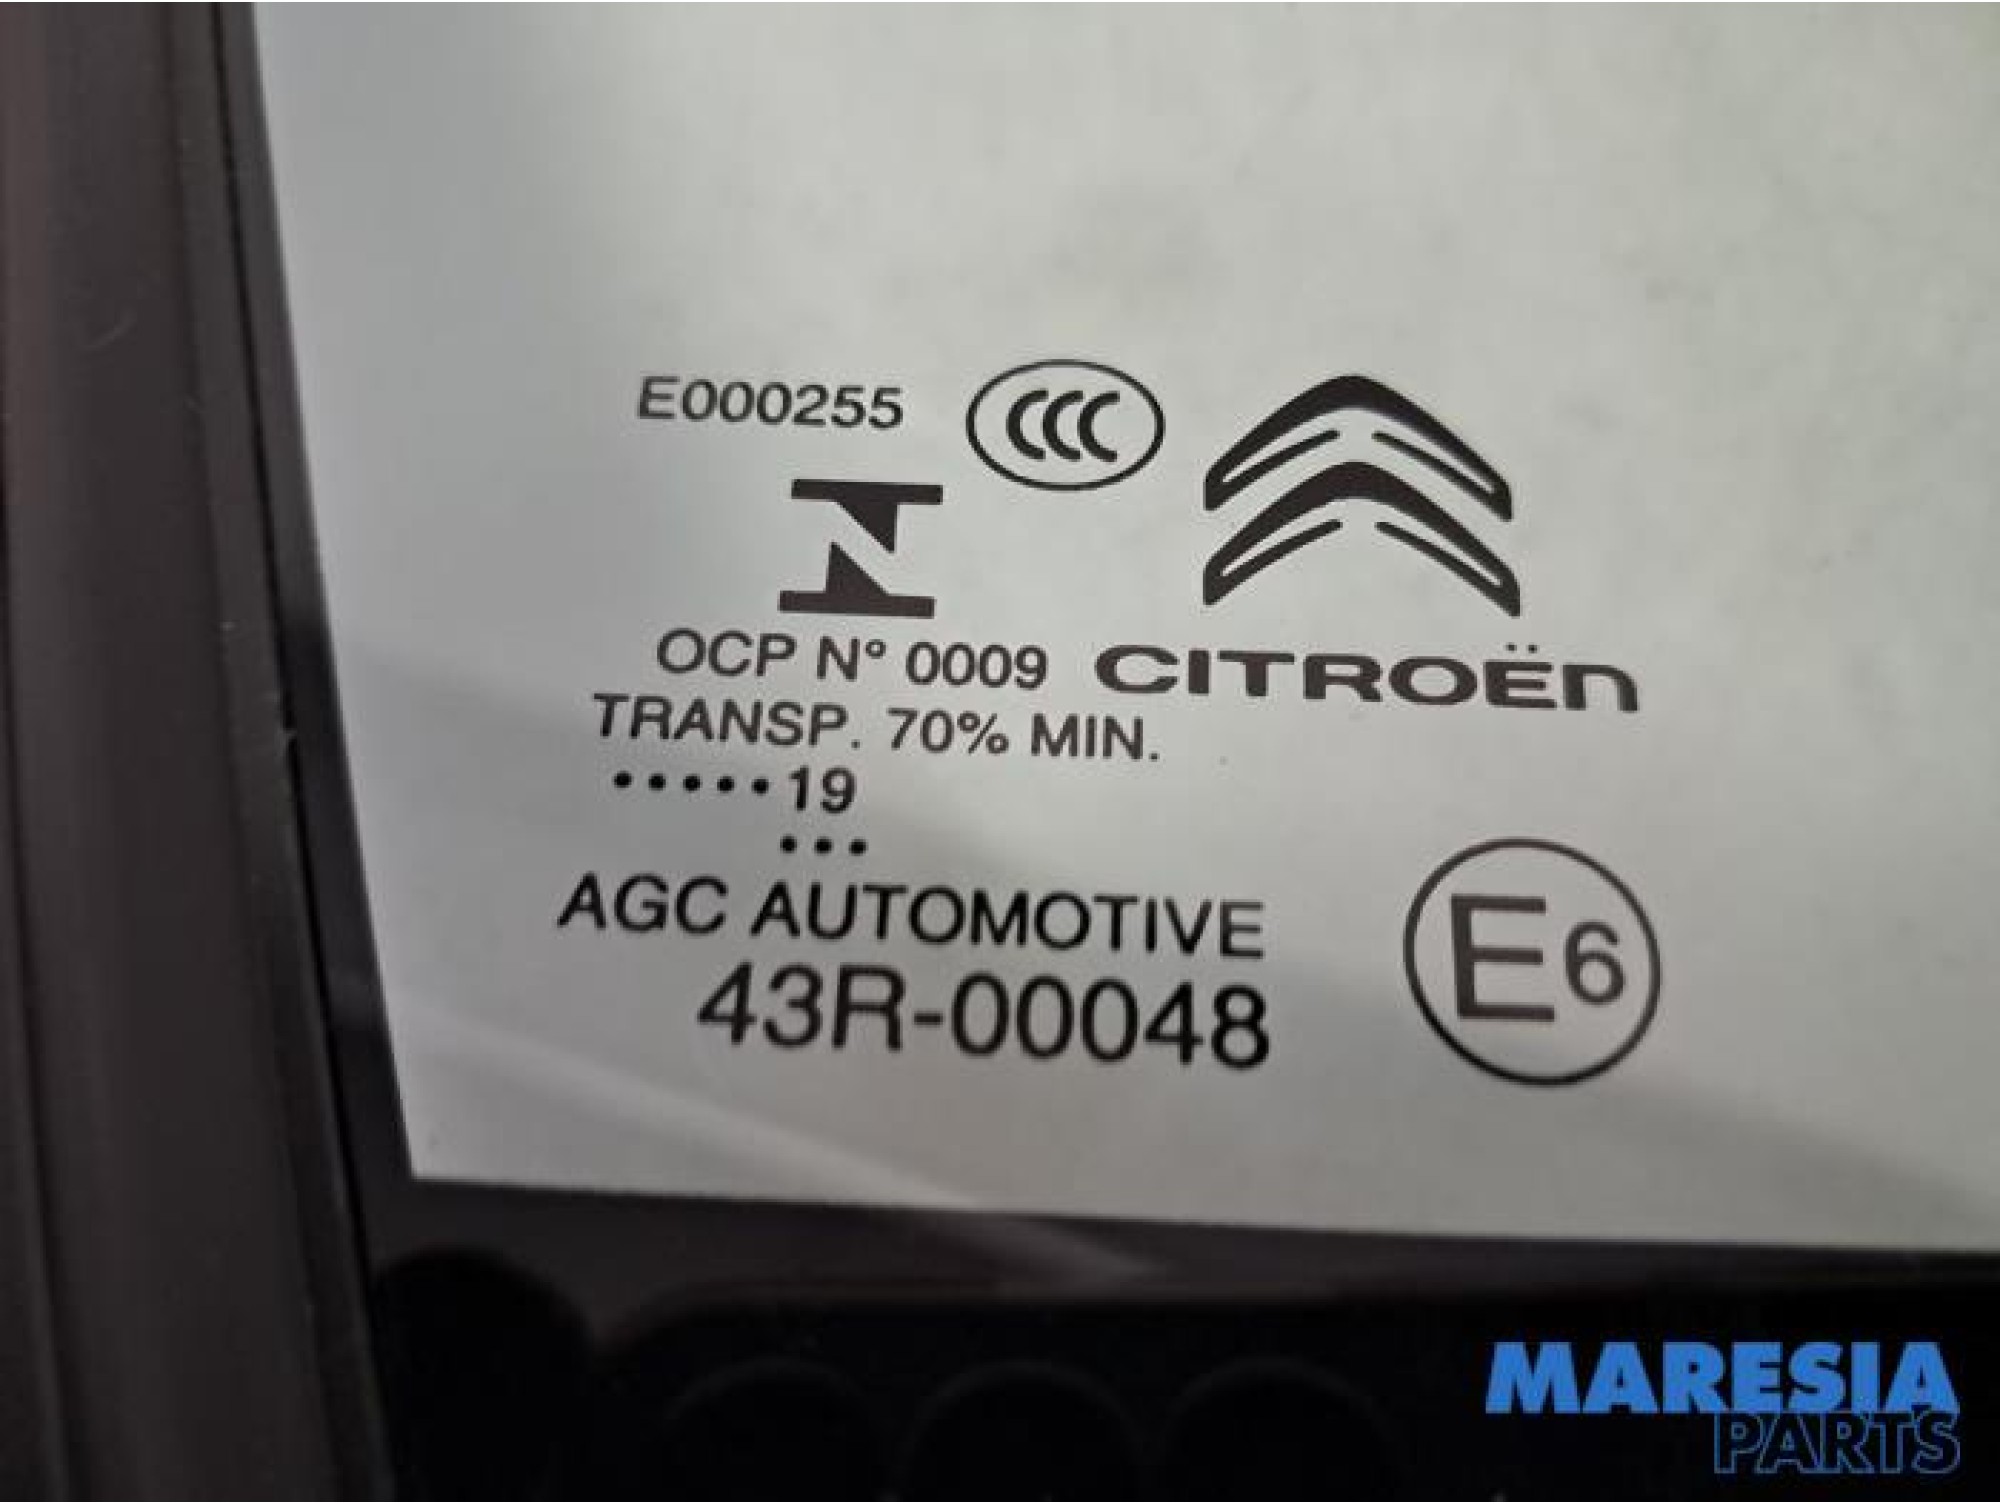 E000255
CCC
N
OCP N° 0009
CITROËN
TRANSP. 70% MIN.
.....19
...
AGC AUTOMOTIVE
43R-00048
E6
MARESIA
PARTS